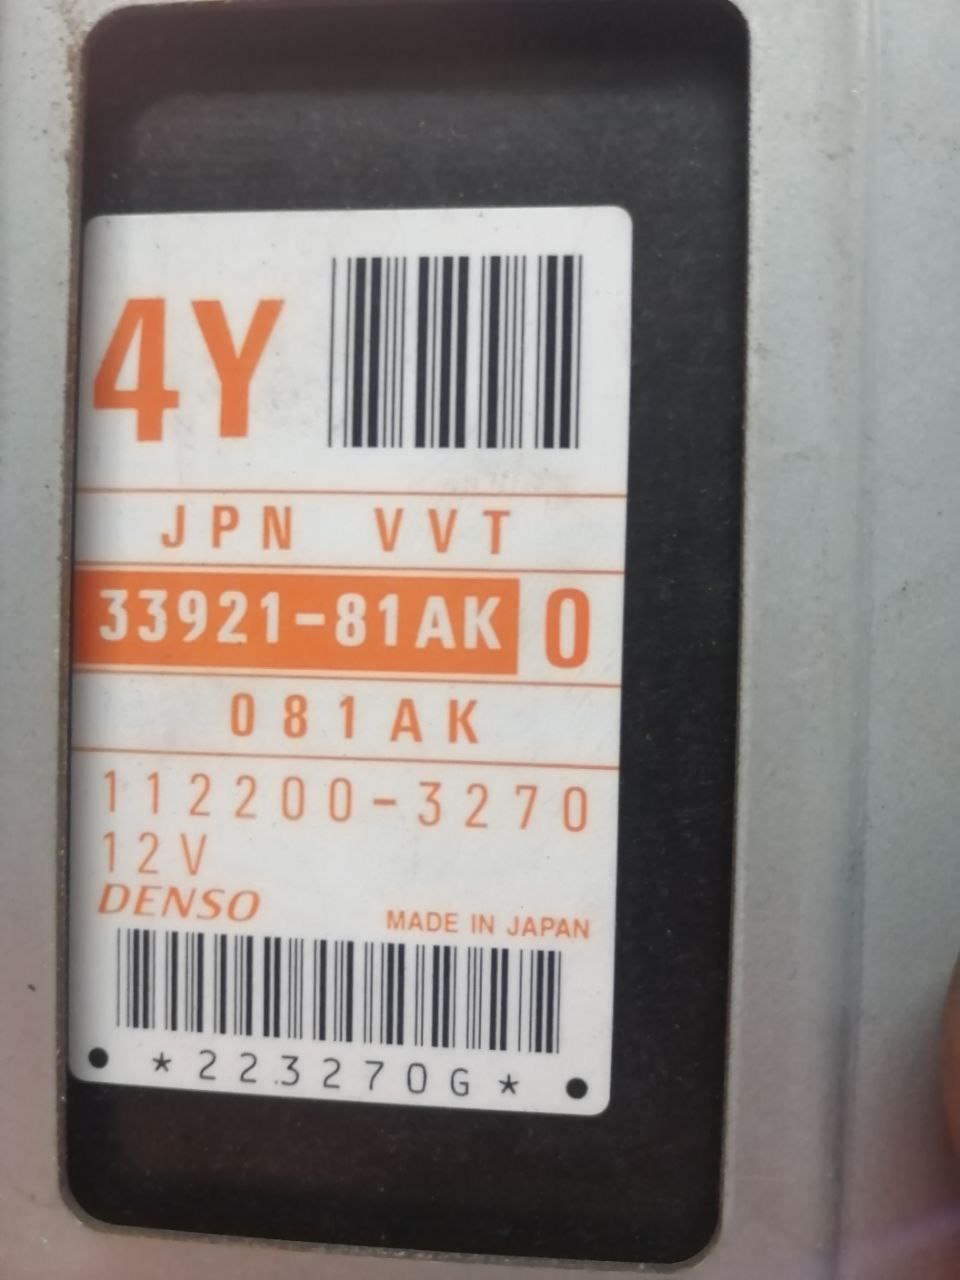 4Y
JPN VVT
33921-81AK 0
081AK
112200-3270
12V
DENSO
MADE IN JAPAN
*223270G*